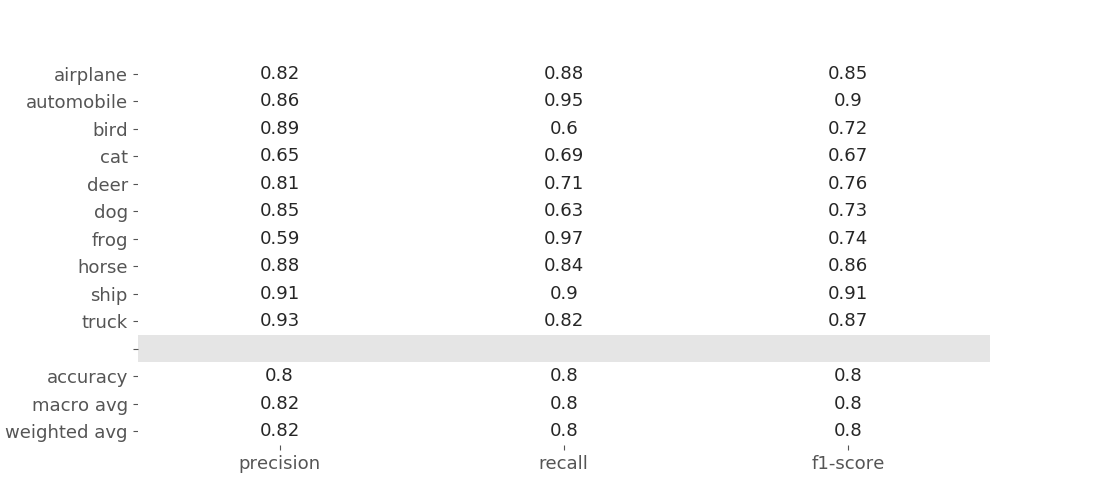 airplane 0.82 0.88 0.85
automobile 0.86 0.95 0.9
bird 0.89 0.6 0.72
cat 0.65 0.69 0.67
deer 0.81 0.71 0.76
dog 0.85 0.63 0.73
frog 0.59 0.97 0.74
horse 0.88 0.84 0.86
ship 0.91 0.9 0.91
truck 0.93 0.82 0.87
accuracy 0.8 0.8 0.8
macro avg 0.82 0.8 0.8
weighted avg 0.82 0.8 0.8
precision recall f1-score